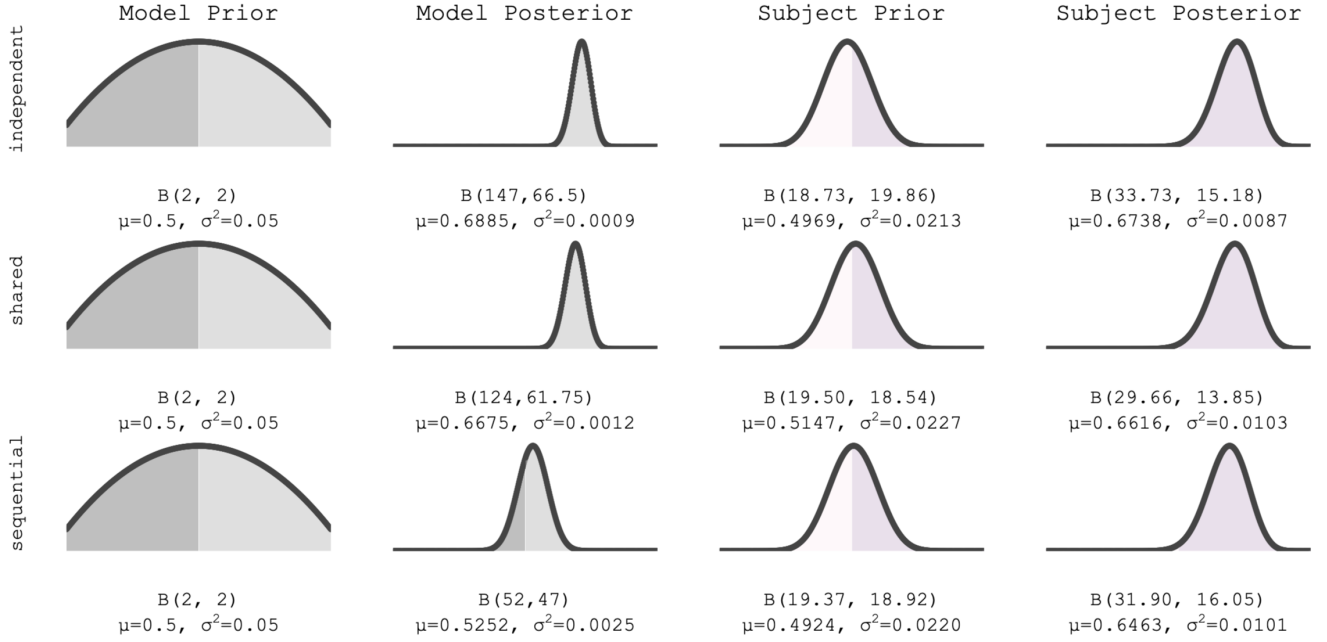 Model Prior Model Posterior Subject Prior Subject Posterior
independent
B(2, 2) B(147,66.5) B(18.73, 19.86) B(33.73, 15.18)
μ=0.5, σ²=0.05 μ=0.6885, σ²=0.0009 μ=0.4969, σ²=0.0213 μ=0.6738, σ²=0.0087
shared
B(2, 2) B(124,61.75) B(19.50, 18.54) B(29.66, 13.85)
μ=0.5, σ²=0.05 μ=0.6675, σ²=0.0012 μ=0.5147, σ²=0.0227 μ=0.6616, σ²=0.0103
sequential
B(2, 2) B(52,47) B(19.37, 18.92) B(31.90, 16.05)
μ=0.5, σ²=0.05 μ=0.5252, σ²=0.0025 μ=0.4924, σ²=0.0220 μ=0.6463, σ²=0.0101